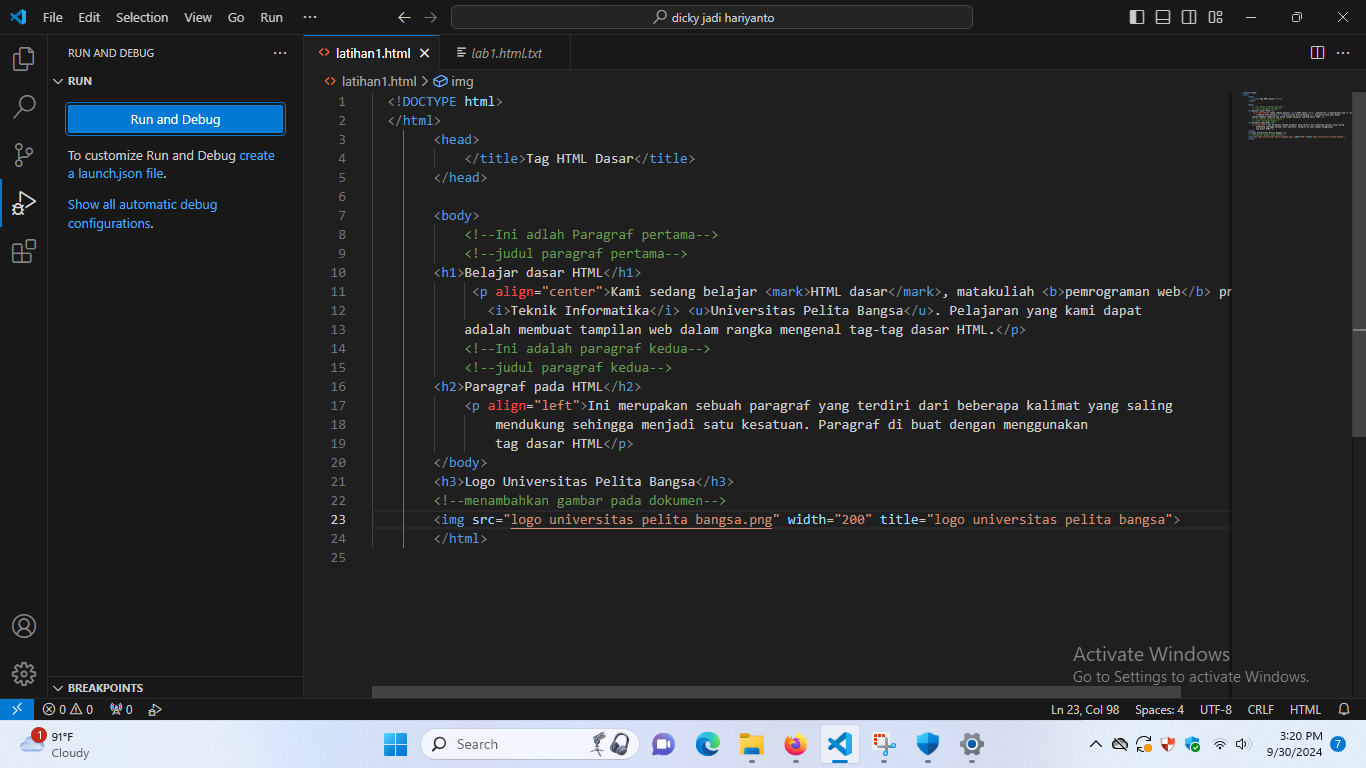 File Edit Selection View Go Run ··· dicky jadi hariyanto
RUN AND DEBUG ···
RUN
Run and Debug
To customize Run and Debug create
a launch.json file.
Show all automatic debug
configurations.
BREAKPOINTS
latihan1.html lab1.html.txt
latihan1.html > img
1 <!DOCTYPE html>
2 </html>
3 <head>
4 </title>Tag HTML Dasar</title>
5 </head>
6
7 <body>
8 <!--Ini adlah Paragraf pertama-->
9 <!--judul paragraf pertama-->
10 <h1>Belajar dasar HTML</h1>
11 <p align="center">Kami sedang belajar <mark>HTML dasar</mark>, matakuliah <b>pemrograman web</b> pr
12 <i>Teknik Informatika</i> <u>Universitas Pelita Bangsa</u>. Pelajaran yang kami dapat
13 adalah membuat tampilan web dalam rangka mengenal tag-tag dasar HTML.</p>
14 <!--Ini adalah paragraf kedua-->
15 <!--judul paragraf kedua-->
16 <h2>Paragraf pada HTML</h2>
17 <p align="left">Ini merupakan sebuah paragraf yang terdiri dari beberapa kalimat yang saling
18 mendukung sehingga menjadi satu kesatuan. Paragraf di buat dengan menggunakan
19 tag dasar HTML</p>
20 </body>
21 <h3>Logo Universitas Pelita Bangsa</h3>
22 <!--menambahkan gambar pada dokumen-->
23 <img src="logo universitas pelita bangsa.png" width="200" title="logo universitas pelita bangsa">
24 </html>
25
Activate Windows
Go to Settings to activate Windows.
0 0 0 Ln 23, Col 98 Spaces: 4 UTF-8 CRLF HTML
1 91°F
Cloudy
Search
3:20 PM
9/30/2024
7